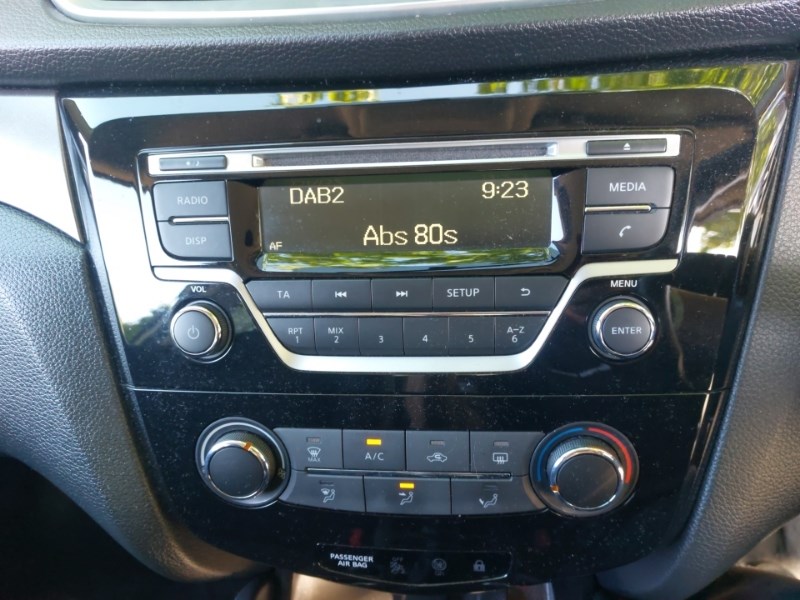 RADIO
MEDIA
DAB2 9:23
DISP
AF Abs 80s
VOL
TA SETUP
MENU
RPT MIX A-Z
1 2 3 4 5 6
ENTER
MAX A/C
PASSENGER
AIR BAG